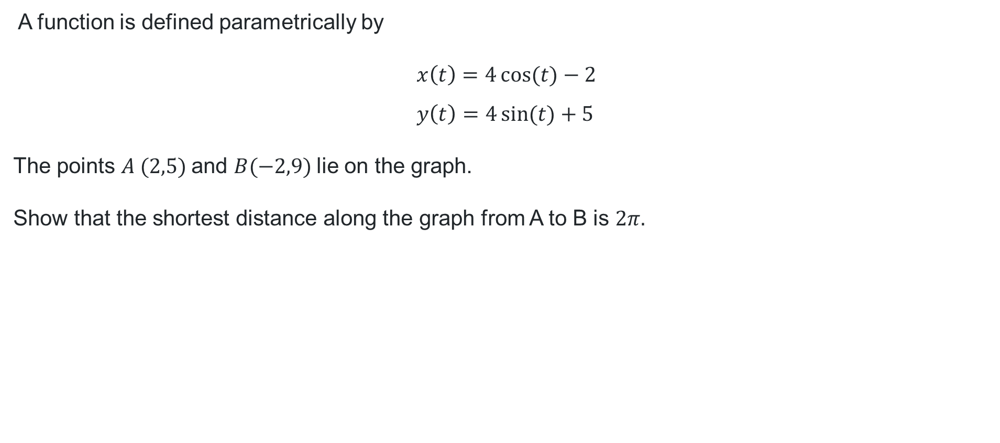 A function is defined parametrically by
x(t) = 4 cos(t) − 2
y(t) = 4 sin(t) + 5
The points A (2,5) and B(−2,9) lie on the graph.
Show that the shortest distance along the graph from A to B is 2π.